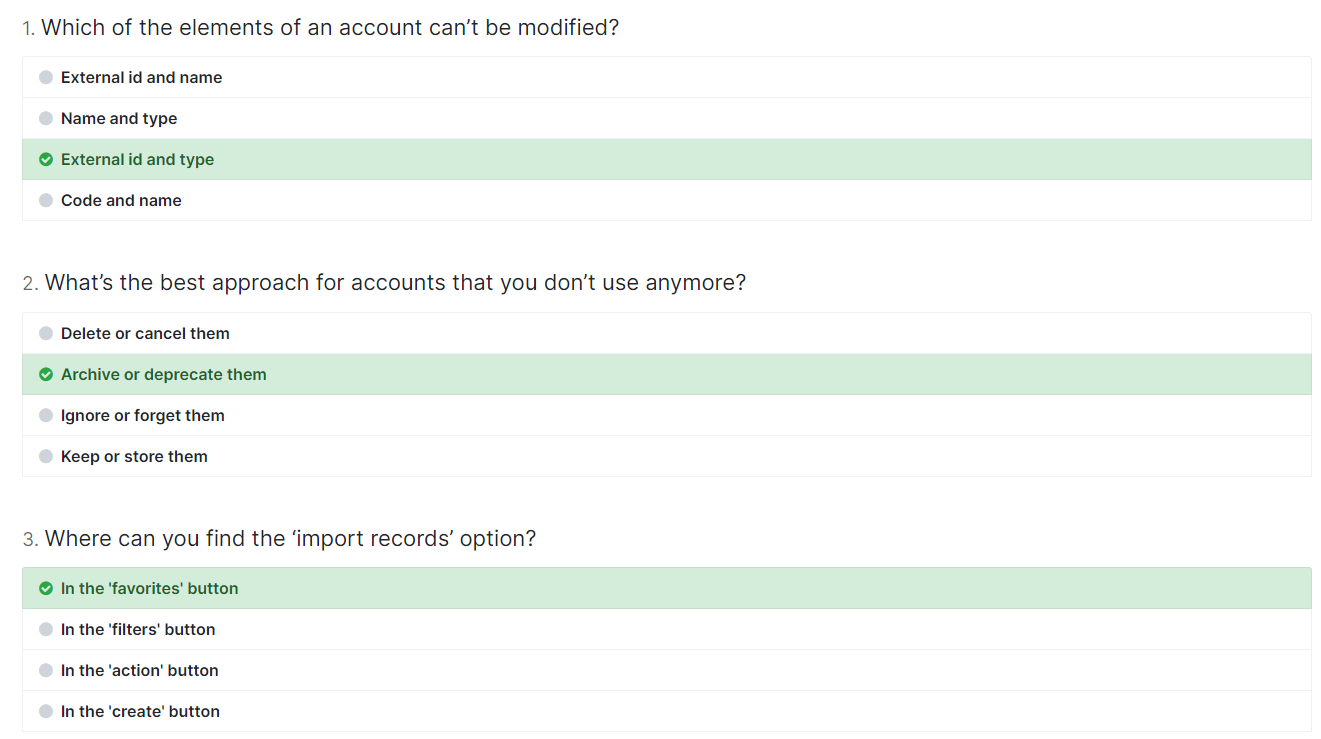 1. Which of the elements of an account can’t be modified?
External id and name
Name and type
External id and type
Code and name
2. What’s the best approach for accounts that you don’t use anymore?
Delete or cancel them
Archive or deprecate them
Ignore or forget them
Keep or store them
3. Where can you find the ‘import records’ option?
In the 'favorites' button
In the 'filters' button
In the 'action' button
In the 'create' button